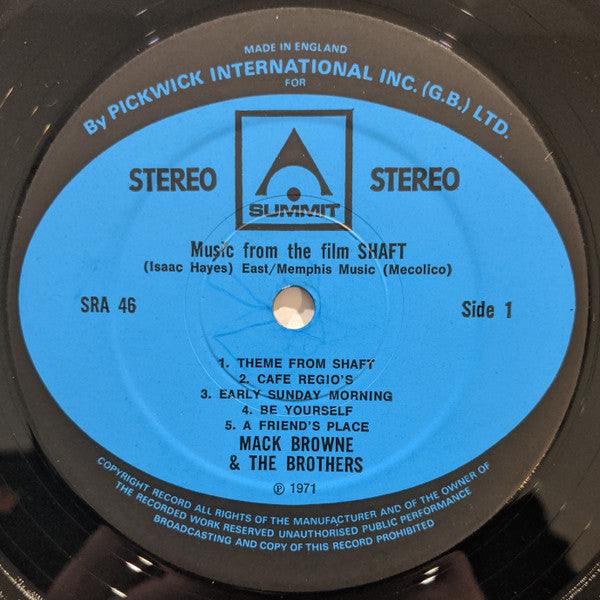 MADE IN ENGLAND
By PICKWICK INTERNATIONAL INC. (G.B.) LTD.
FOR
STEREO SUMMIT STEREO
Music from the film SHAFT
(Isaac Hayes) East/Memphis Music (Mecolico)
SRA 46 Side 1
1. THEME FROM SHAFT
2. CAFE REGIO'S
3. EARLY SUNDAY MORNING
4. BE YOURSELF
5. A FRIEND'S PLACE
MACK BROWNE
& THE BROTHERS
℗ 1971
COPYRIGHT RECORD ALL RIGHTS OF THE MANUFACTURER AND OF THE OWNER OF
THE RECORDED WORK RESERVED UNAUTHORISED PUBLIC PERFORMANCE
BROADCASTING AND COPY OF THIS RECORD PROHIBITED